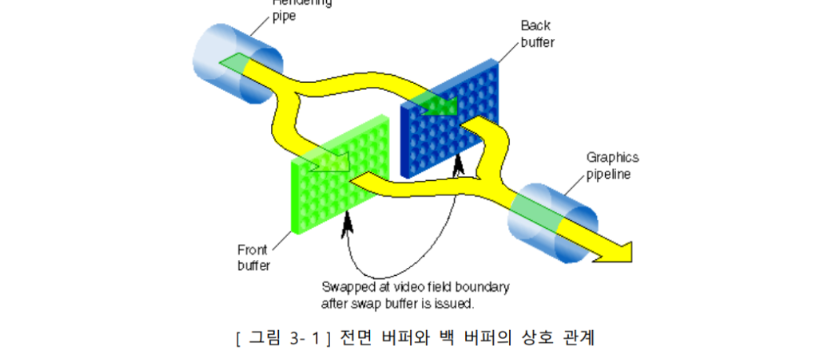 Rendering
pipe
Back
buffer
Graphics
pipeline
Front
buffer
Swapped at video field boundary
after swap buffer is issued.
[ 그림 3- 1 ] 전면 버퍼와 백 버퍼의 상호 관계